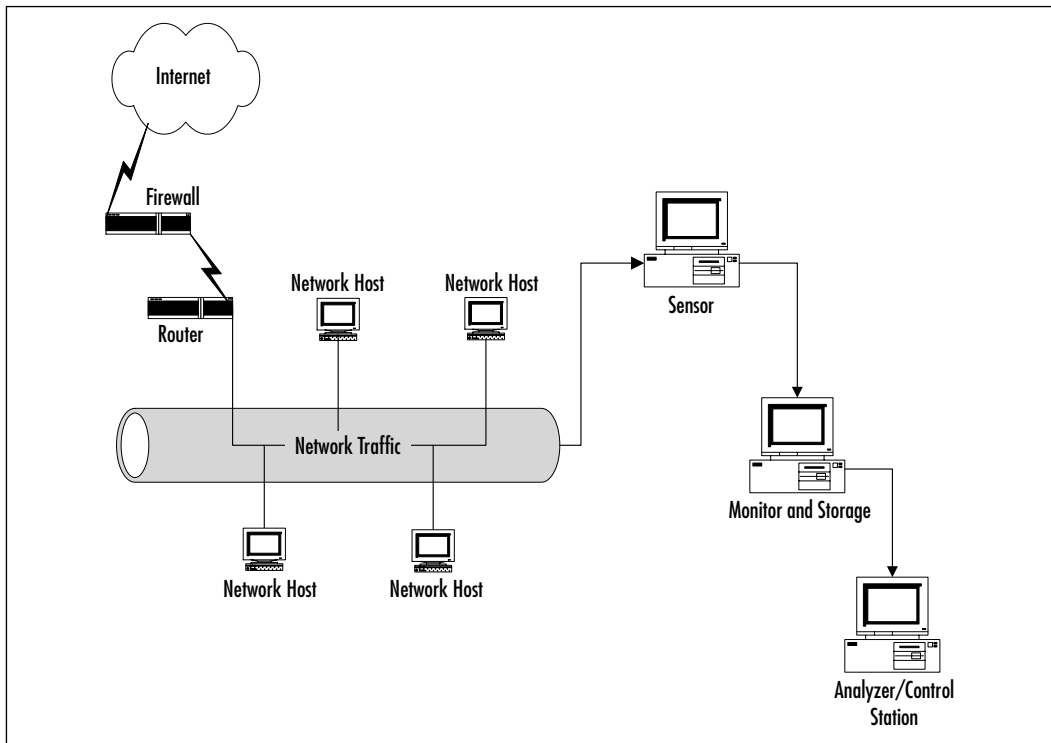 Internet
Firewall
Router
Network Host
Network Host
Sensor
Network Traffic
Network Host
Network Host
Monitor and Storage
Analyzer/Control
Station